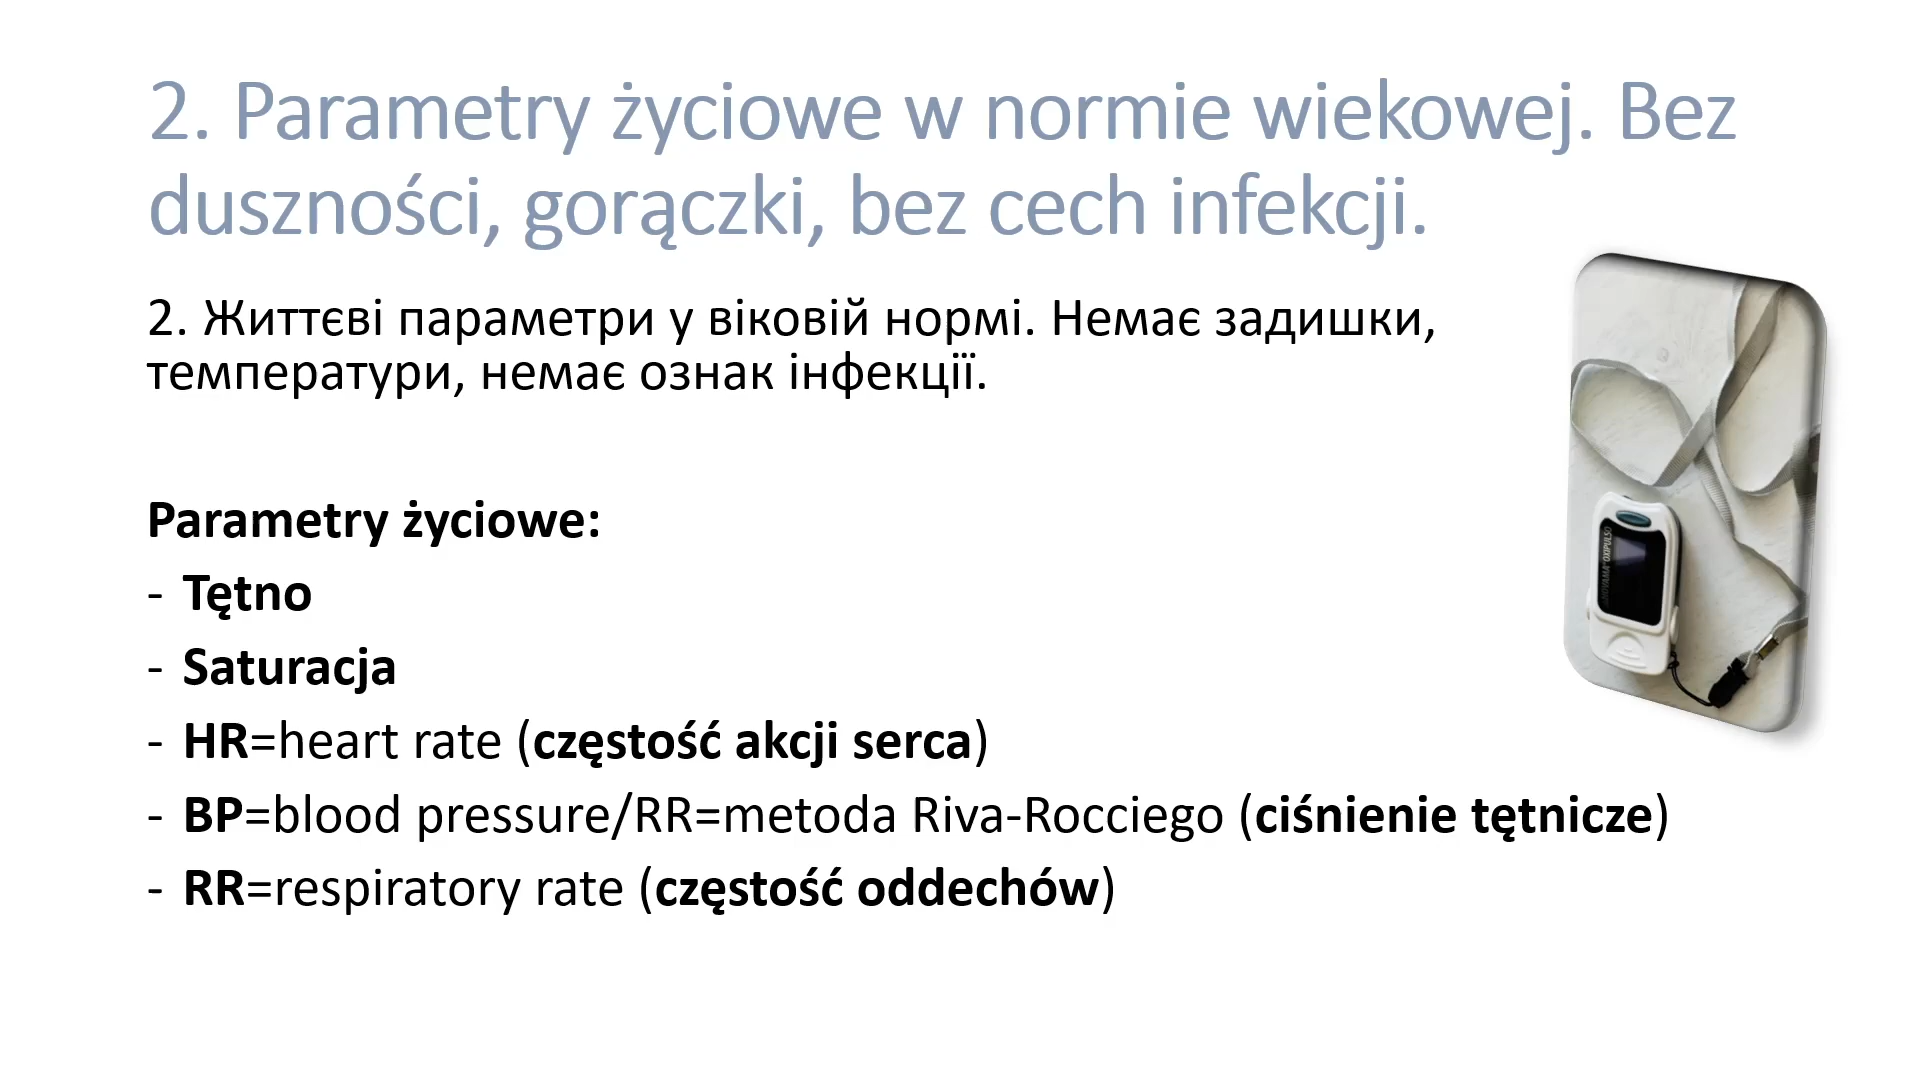 2. Parametry życiowe w normie wiekowej. Bez
duszności, gorączki, bez cech infekcji.
2. Життєві параметри у віковій нормі. Немає задишки,
температури, немає ознак інфекції.
Parametry życiowe:
- Tętno
- Saturacja
- HR=heart rate (częstość akcji serca)
- BP=blood pressure/RR=metoda Riva-Rocciego (ciśnienie tętnicze)
- RR=respiratory rate (częstość oddechów)